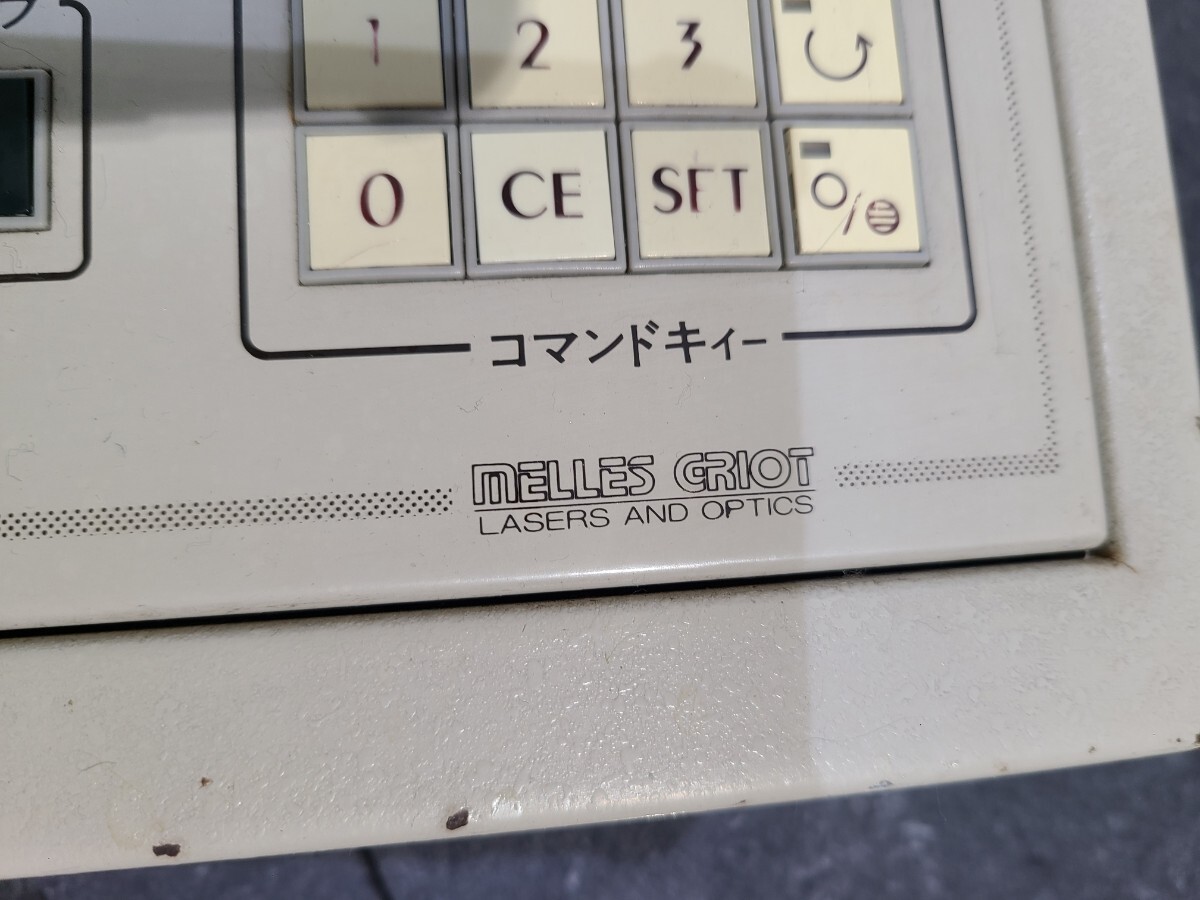 1 2 3
0 CE SET
コマンドキィー
MELLES GRIOT
LASERS AND OPTICS